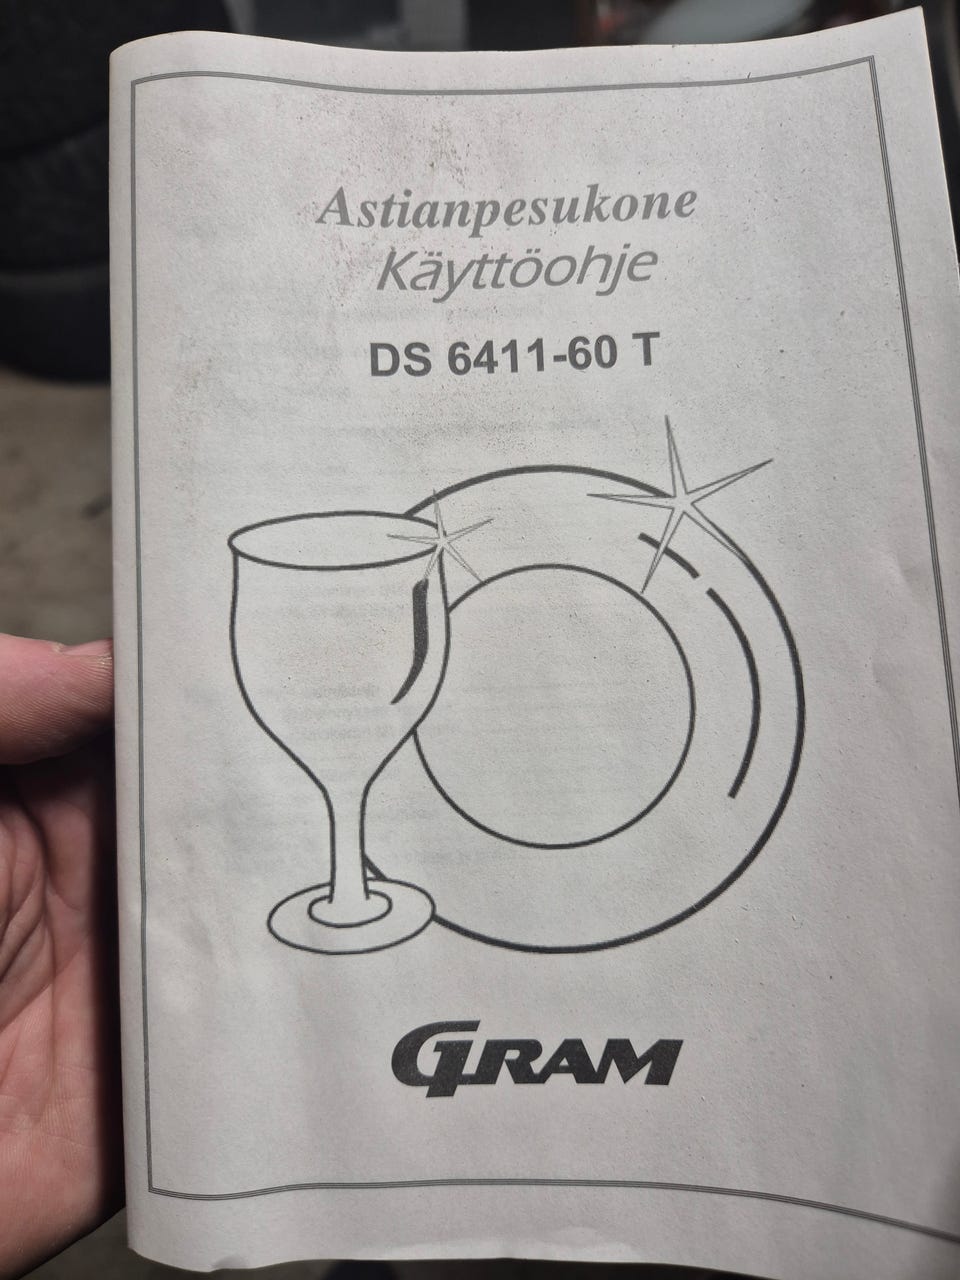 Astianpesukone
Käyttöohje
DS 6411-60 T
GRAM